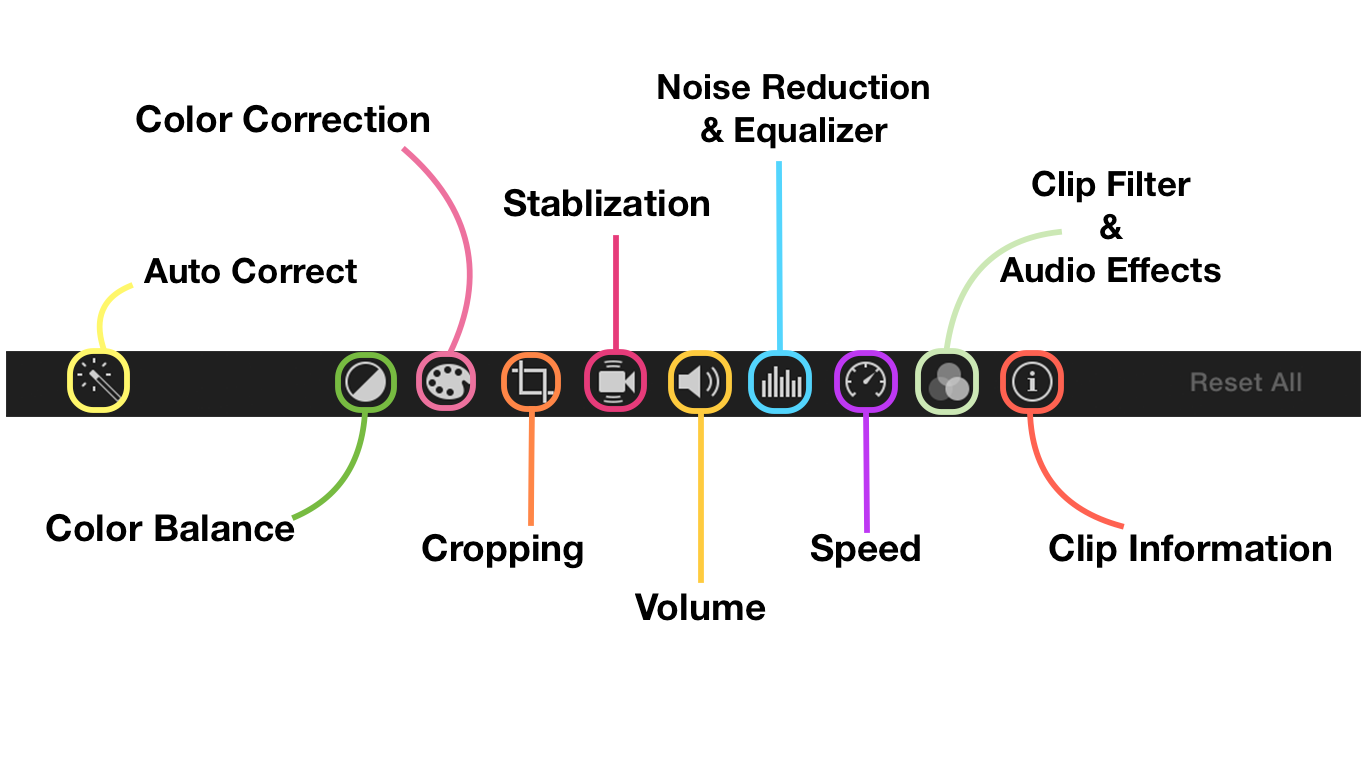 Noise Reduction
& Equalizer
Color Correction
Clip Filter
&
Audio Effects
Stablization
Auto Correct
Reset All
Color Balance
Cropping
Speed
Clip Information
Volume